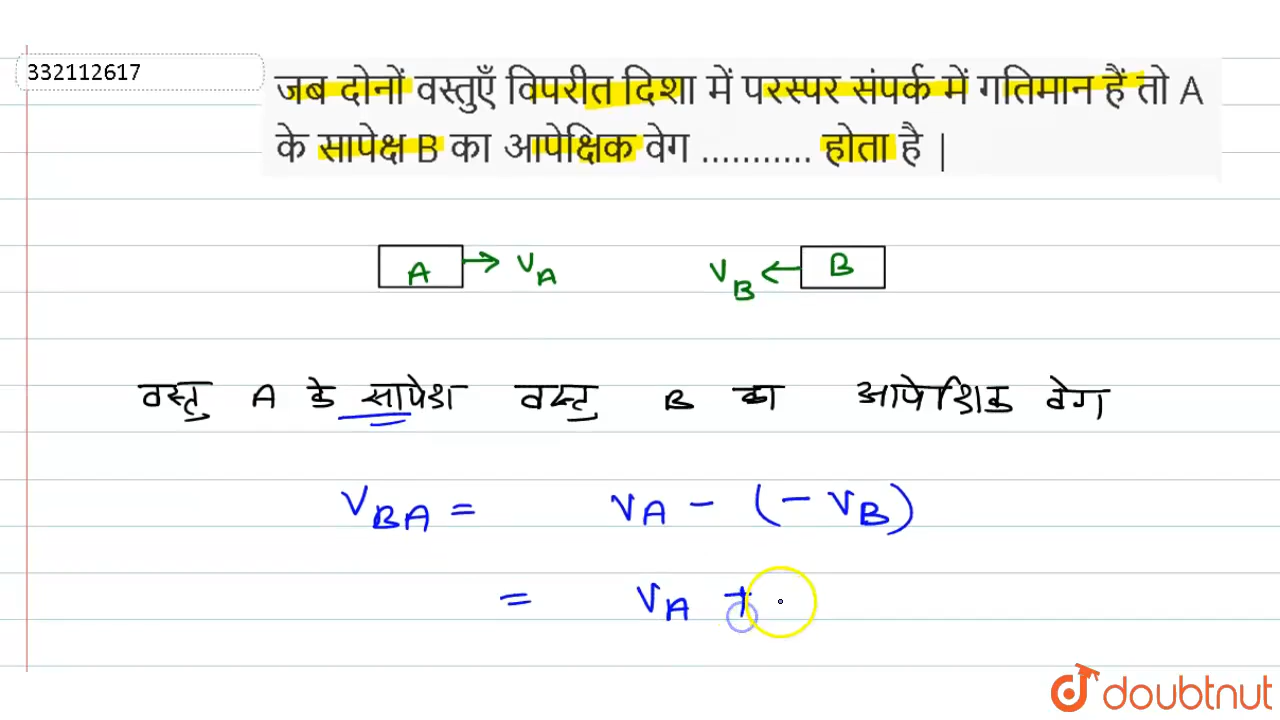 332112617
जब दोनों वस्तुएँ विपरीत दिशा में परस्पर संपर्क में गतिमान हैं तो A
के सापेक्ष B का आपेक्षिक वेग ........... होता है |
A → VA VB ← B
वस्तु A के सापेक्ष वस्तु B का आपेक्षिक वेग
VBA = VA - (- VB)
= VA +
doubtnut